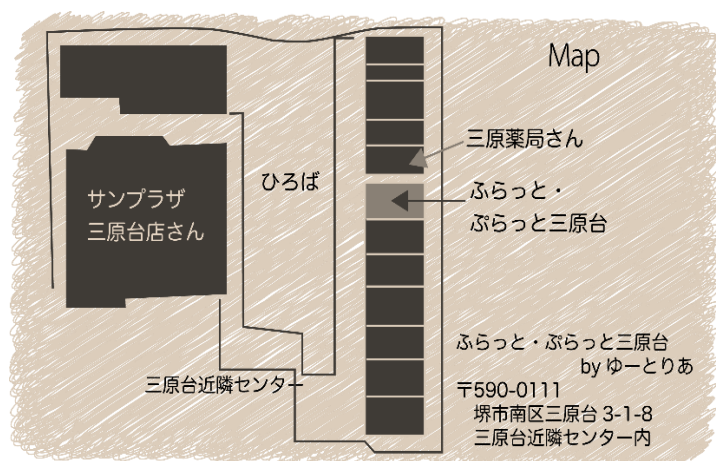 Map
三原薬局さん
ひろば
ふらっと・
ぷらっと三原台
サンプラザ
三原台店さん
三原台近隣センター
ふらっと・ぷらっと三原台
by ゆーとりあ
〒590-0111
堺市南区三原台 3-1-8
三原台近隣センター内